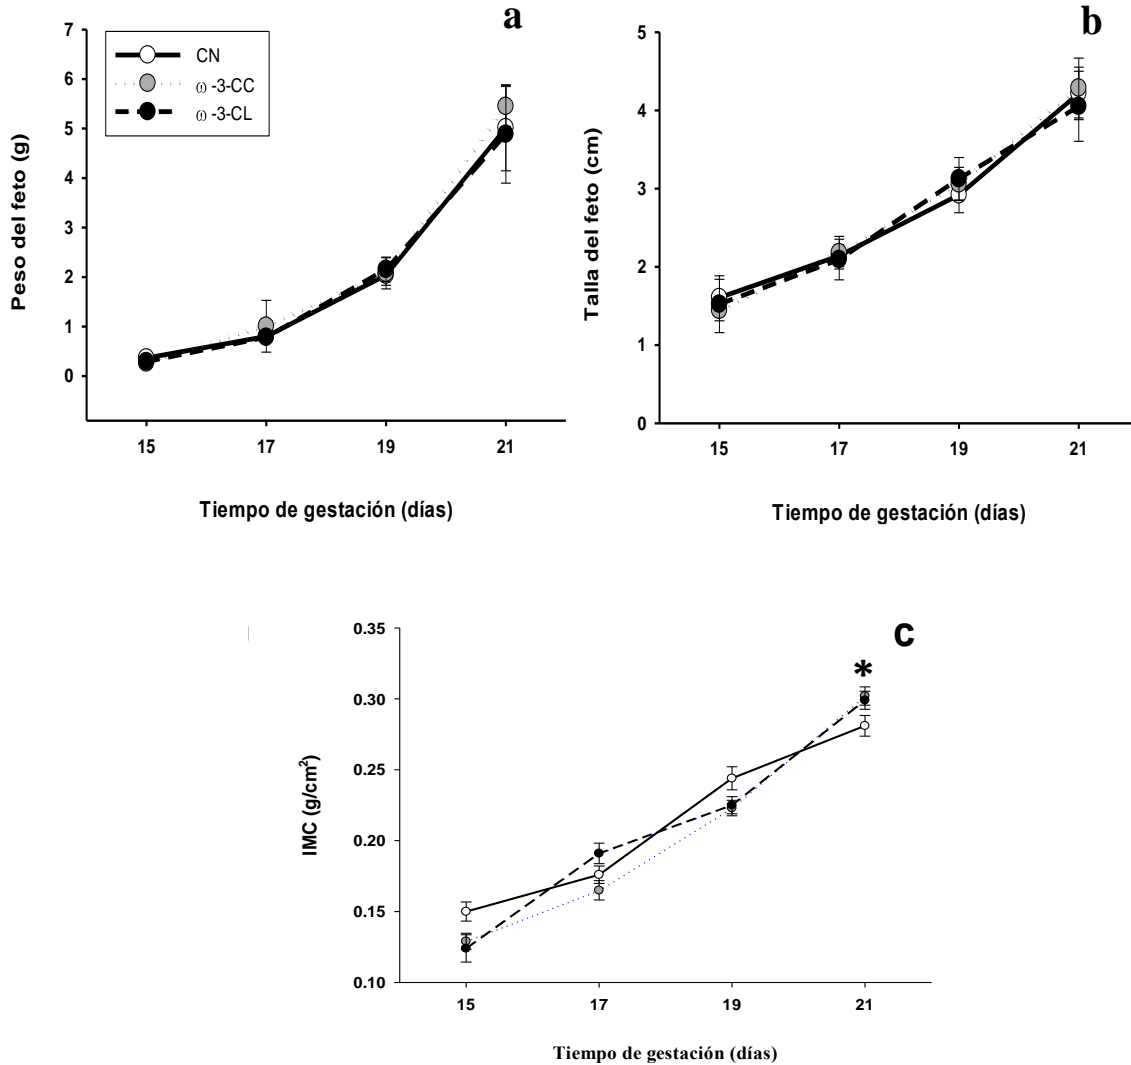 a
7
6
5
4
3
2
1
0
Peso del feto (g)
CN
ω -3-CC
ω -3-CL
15 17 19 21
Tiempo de gestación (días)
b
5
4
3
2
1
0
Talla del feto (cm)
15 17 19 21
Tiempo de gestación (días)
c
*
0.35
0.30
0.25
0.20
0.15
0.10
IMC (g/cm²)
15 17 19 21
Tiempo de gestación (días)